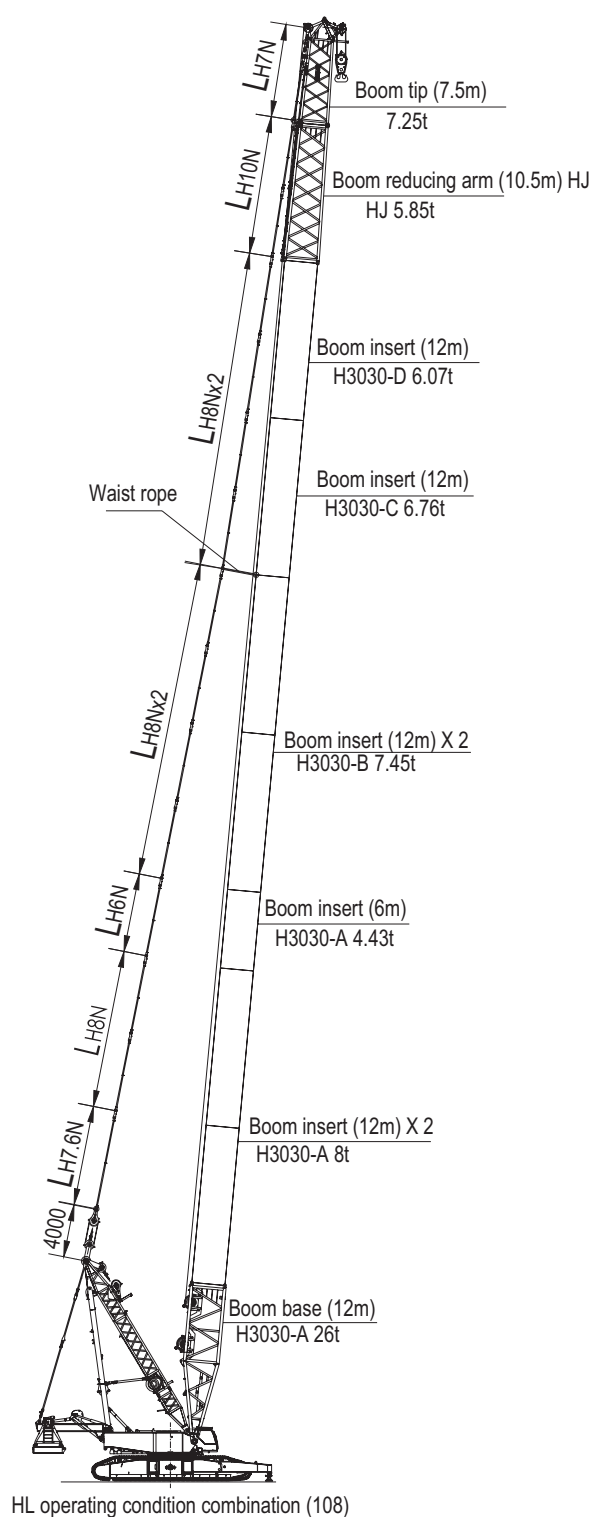 LH7N
Boom tip (7.5m)
7.25t
LH10N
Boom reducing arm (10.5m) HJ
HJ 5.85t
LH8Nx2
Boom insert (12m)
H3030-D 6.07t
Boom insert (12m)
H3030-C 6.76t
Waist rope
LH8Nx2
Boom insert (12m) X 2
H3030-B 7.45t
LH6N
Boom insert (6m)
H3030-A 4.43t
LH8N
Boom insert (12m) X 2
H3030-A 8t
LH7.6N
4000
Boom base (12m)
H3030-A 26t
HL operating condition combination (108)